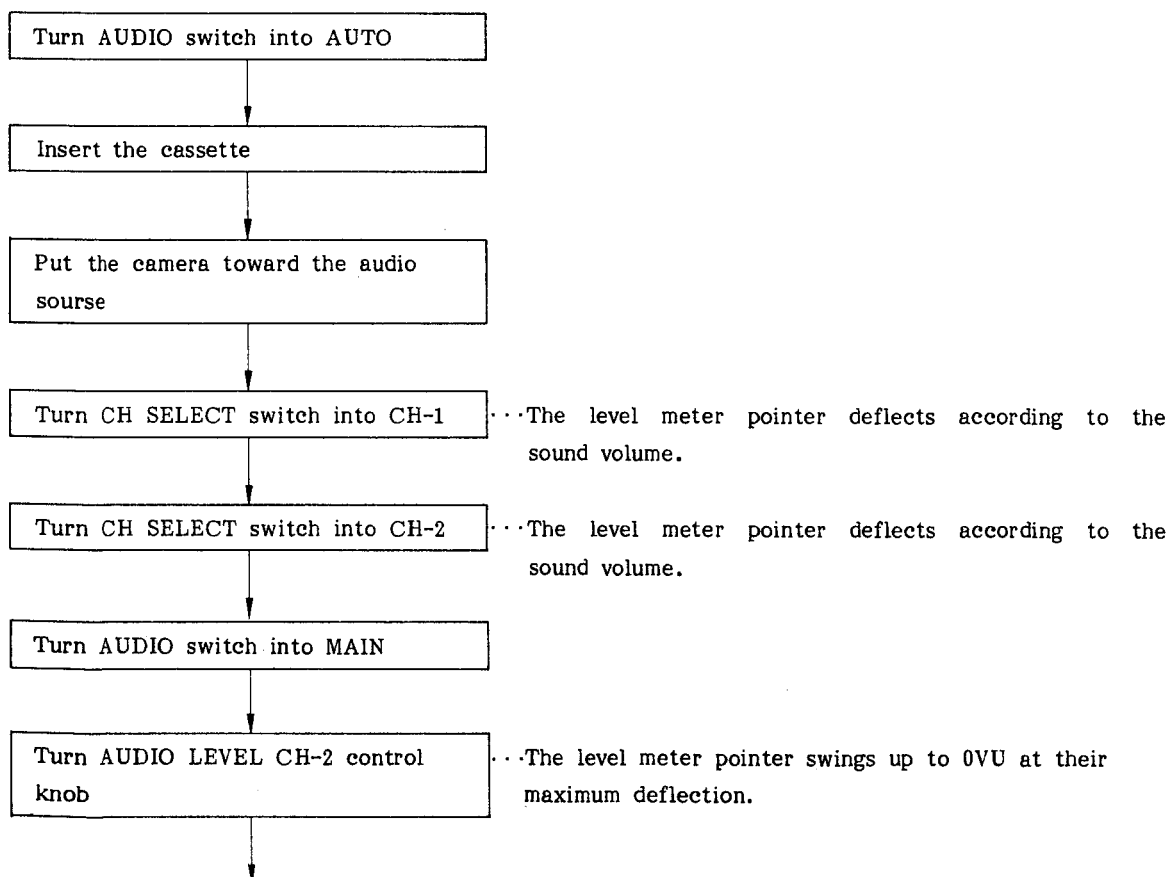 Turn AUDIO switch into AUTO
Insert the cassette
Put the camera toward the audio
sourse
Turn CH SELECT switch into CH-1
···The level meter pointer deflects according to the
sound volume.
Turn CH SELECT switch into CH-2
···The level meter pointer deflects according to the
sound volume.
Turn AUDIO switch into MAIN
Turn AUDIO LEVEL CH-2 control
knob
···The level meter pointer swings up to 0VU at their
maximum deflection.